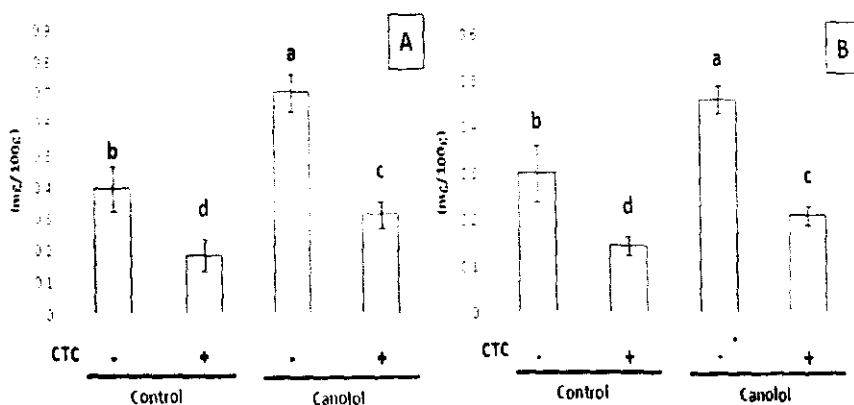 A
B
(mg/100g)
b
d
a
c
(mg/100g)
b
d
a
c
CTC - + - +
Control Canolol
CTC - + - +
Control Canolol